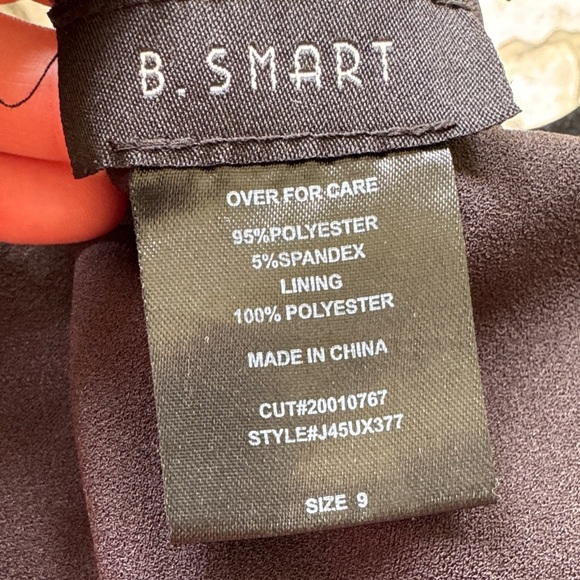 B. SMART
OVER FOR CARE
95%POLYESTER
5%SPANDEX
LINING
100% POLYESTER
MADE IN CHINA
CUT#20010767
STYLE#J45UX377
SIZE 9